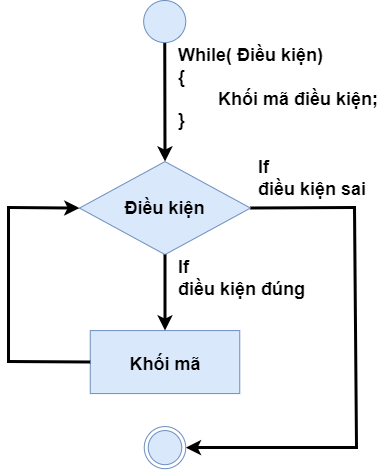 While( Điều kiện)
{
Khối mã điều kiện;
}
If
điều kiện sai
Điều kiện
If
điều kiện đúng
Khối mã